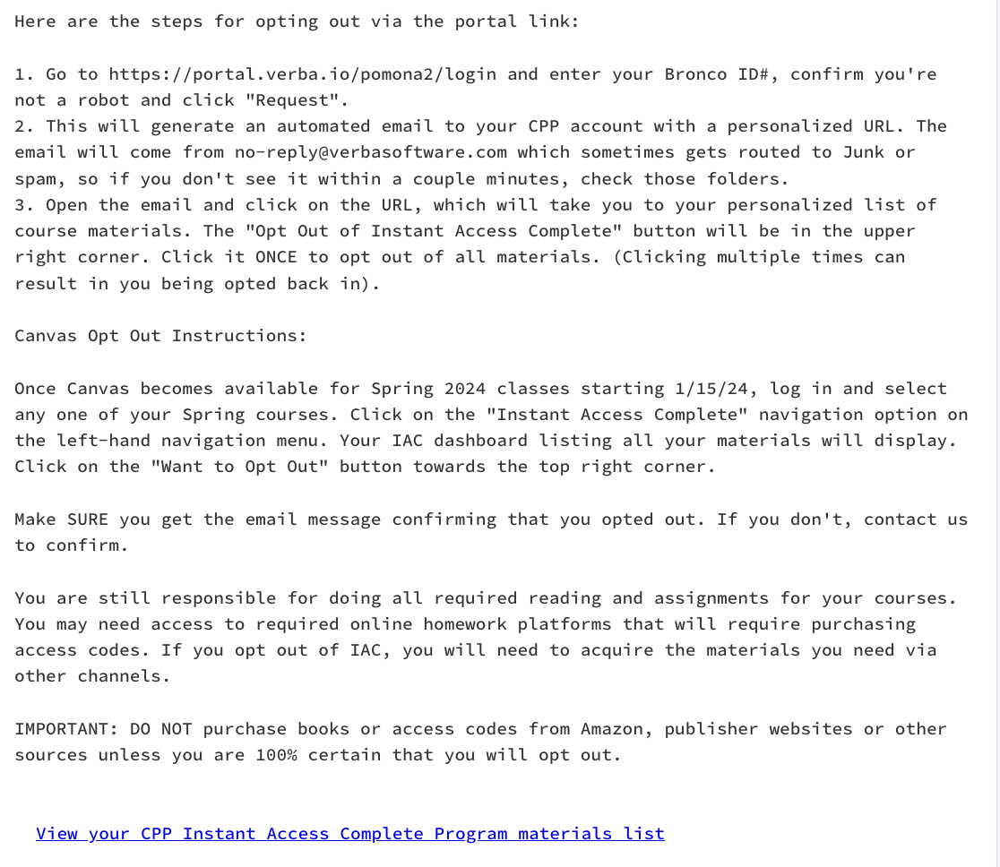 Here are the steps for opting out via the portal link:
1. Go to https://portal.verba.io/pomona2/login and enter your Bronco ID#, confirm you're
not a robot and click "Request".
2. This will generate an automated email to your CPP account with a personalized URL. The
email will come from no-reply@verbasoftware.com which sometimes gets routed to Junk or
spam, so if you don't see it within a couple minutes, check those folders.
3. Open the email and click on the URL, which will take you to your personalized list of
course materials. The "Opt Out of Instant Access Complete" button will be in the upper
right corner. Click it ONCE to opt out of all materials. (Clicking multiple times can
result in you being opted back in).
Canvas Opt Out Instructions:
Once Canvas becomes available for Spring 2024 classes starting 1/15/24, log in and select
any one of your Spring courses. Click on the "Instant Access Complete" navigation option on
the left-hand navigation menu. Your IAC dashboard listing all your materials will display.
Click on the "Want to Opt Out" button towards the top right corner.
Make SURE you get the email message confirming that you opted out. If you don't, contact us
to confirm.
You are still responsible for doing all required reading and assignments for your courses.
You may need access to required online homework platforms that will require purchasing
access codes. If you opt out of IAC, you will need to acquire the materials you need via
other channels.
IMPORTANT: DO NOT purchase books or access codes from Amazon, publisher websites or other
sources unless you are 100% certain that you will opt out.
View your CPP Instant Access Complete Program materials list